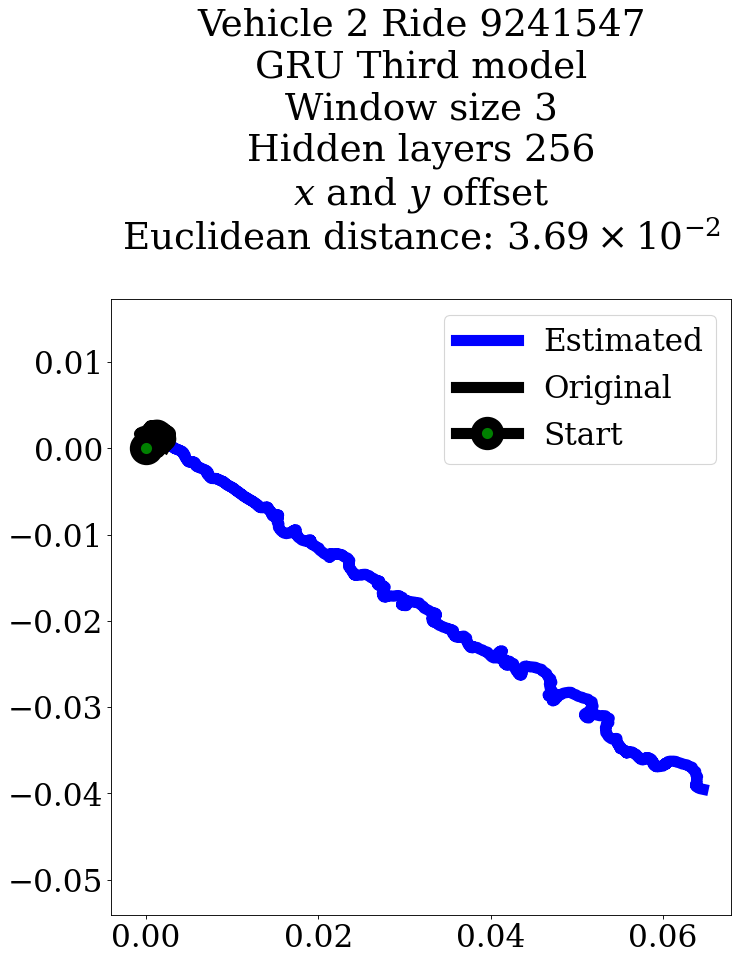 Vehicle 2 Ride 9241547
GRU Third model
Window size 3
Hidden layers 256
x and y offset
Euclidean distance: 3.69 × 10⁻²
Estimated
Original
Start
0.01
0.00
−0.01
−0.02
−0.03
−0.04
−0.05
0.00 0.02 0.04 0.06